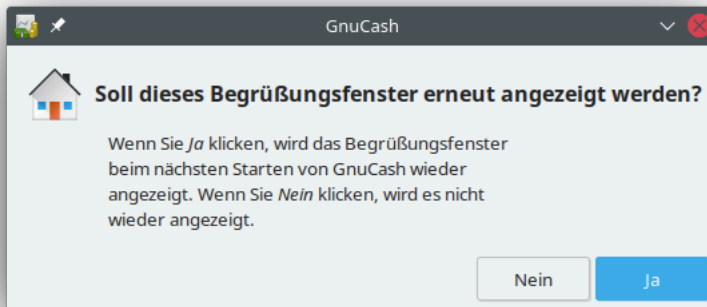 GnuCash
Soll dieses Begrüßungsfenster erneut angezeigt werden?
Wenn Sie Ja klicken, wird das Begrüßungsfenster
beim nächsten Starten von GnuCash wieder
angezeigt. Wenn Sie Nein klicken, wird es nicht
wieder angezeigt.
Nein
Ja